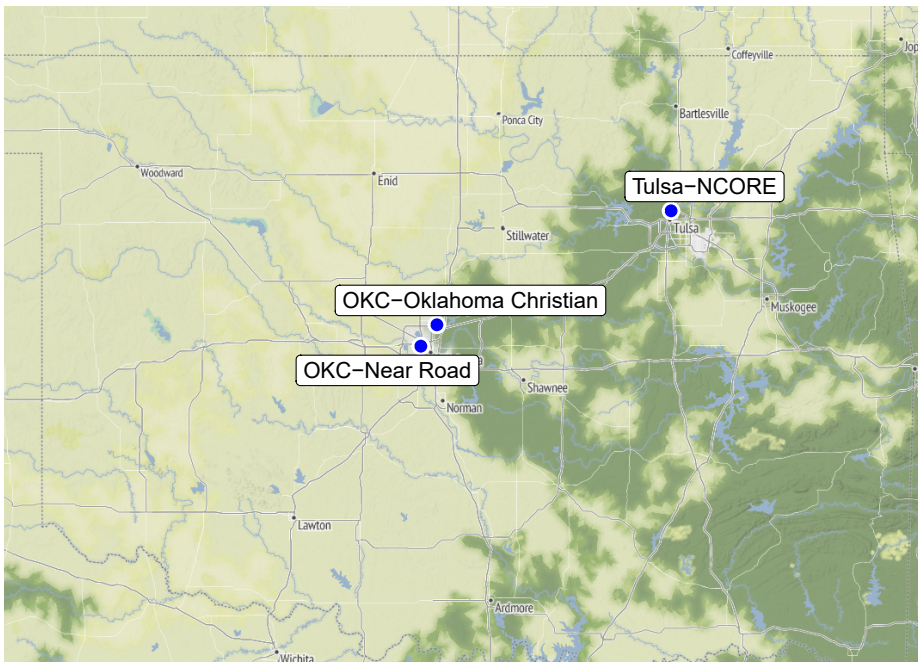 Coffeyville
Jop
Bartlesville
Ponca City
Woodward
Enid
Tulsa−NCORE
Tulsa
Stillwater
OKC−Oklahoma Christian
Muskogee
OKC−Near Road
Shawnee
Norman
Lawton
Ardmore
Wichita